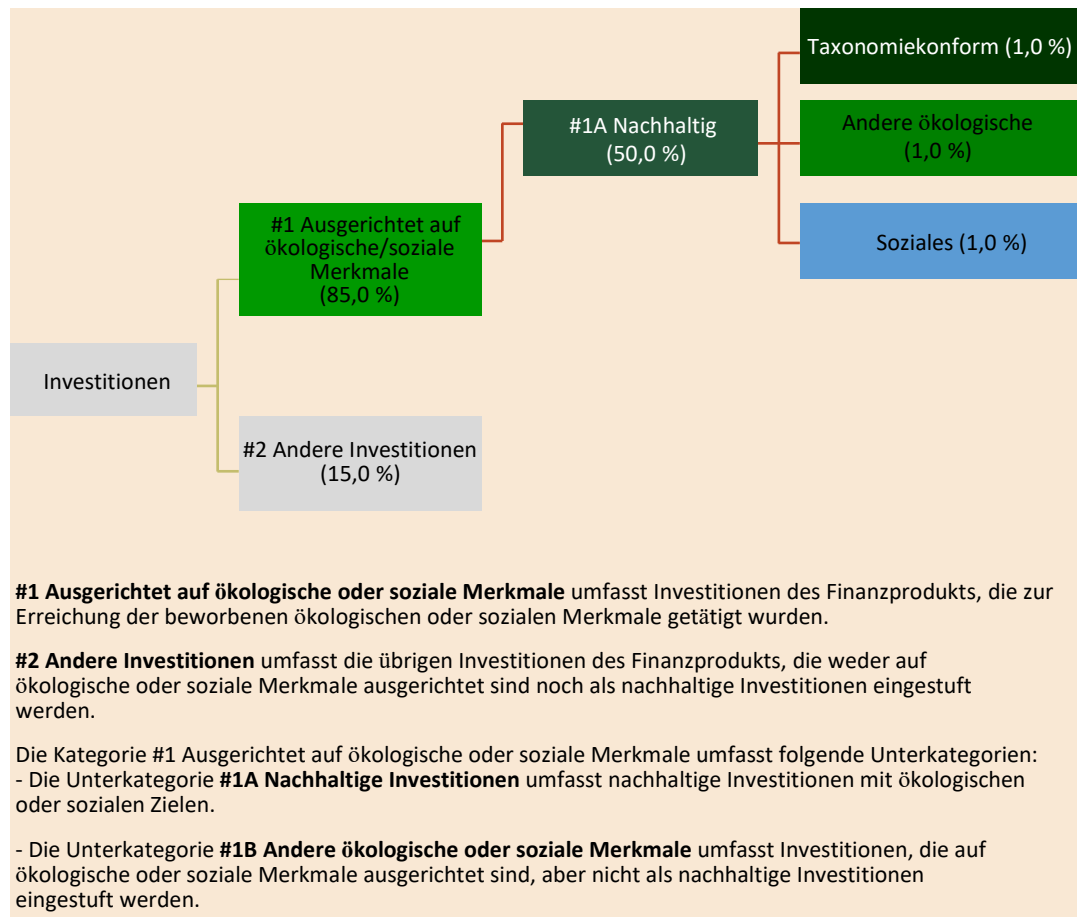 Taxonomiekonform (1,0 %)
#1A Nachhaltig
(50,0 %)
Andere ökologische
(1,0 %)
#1 Ausgerichtet auf
ökologische/soziale
Merkmale
(85,0 %)
Soziales (1,0 %)
Investitionen
#2 Andere Investitionen
(15,0 %)
#1 Ausgerichtet auf ökologische oder soziale Merkmale umfasst Investitionen des Finanzprodukts, die zur
Erreichung der beworbenen ökologischen oder sozialen Merkmale getätigt wurden.
#2 Andere Investitionen umfasst die übrigen Investitionen des Finanzprodukts, die weder auf
ökologische oder soziale Merkmale ausgerichtet sind noch als nachhaltige Investitionen eingestuft
werden.
Die Kategorie #1 Ausgerichtet auf ökologische oder soziale Merkmale umfasst folgende Unterkategorien:
- Die Unterkategorie #1A Nachhaltige Investitionen umfasst nachhaltige Investitionen mit ökologischen
oder sozialen Zielen.
- Die Unterkategorie #1B Andere ökologische oder soziale Merkmale umfasst Investitionen, die auf
ökologische oder soziale Merkmale ausgerichtet sind, aber nicht als nachhaltige Investitionen
eingestuft werden.